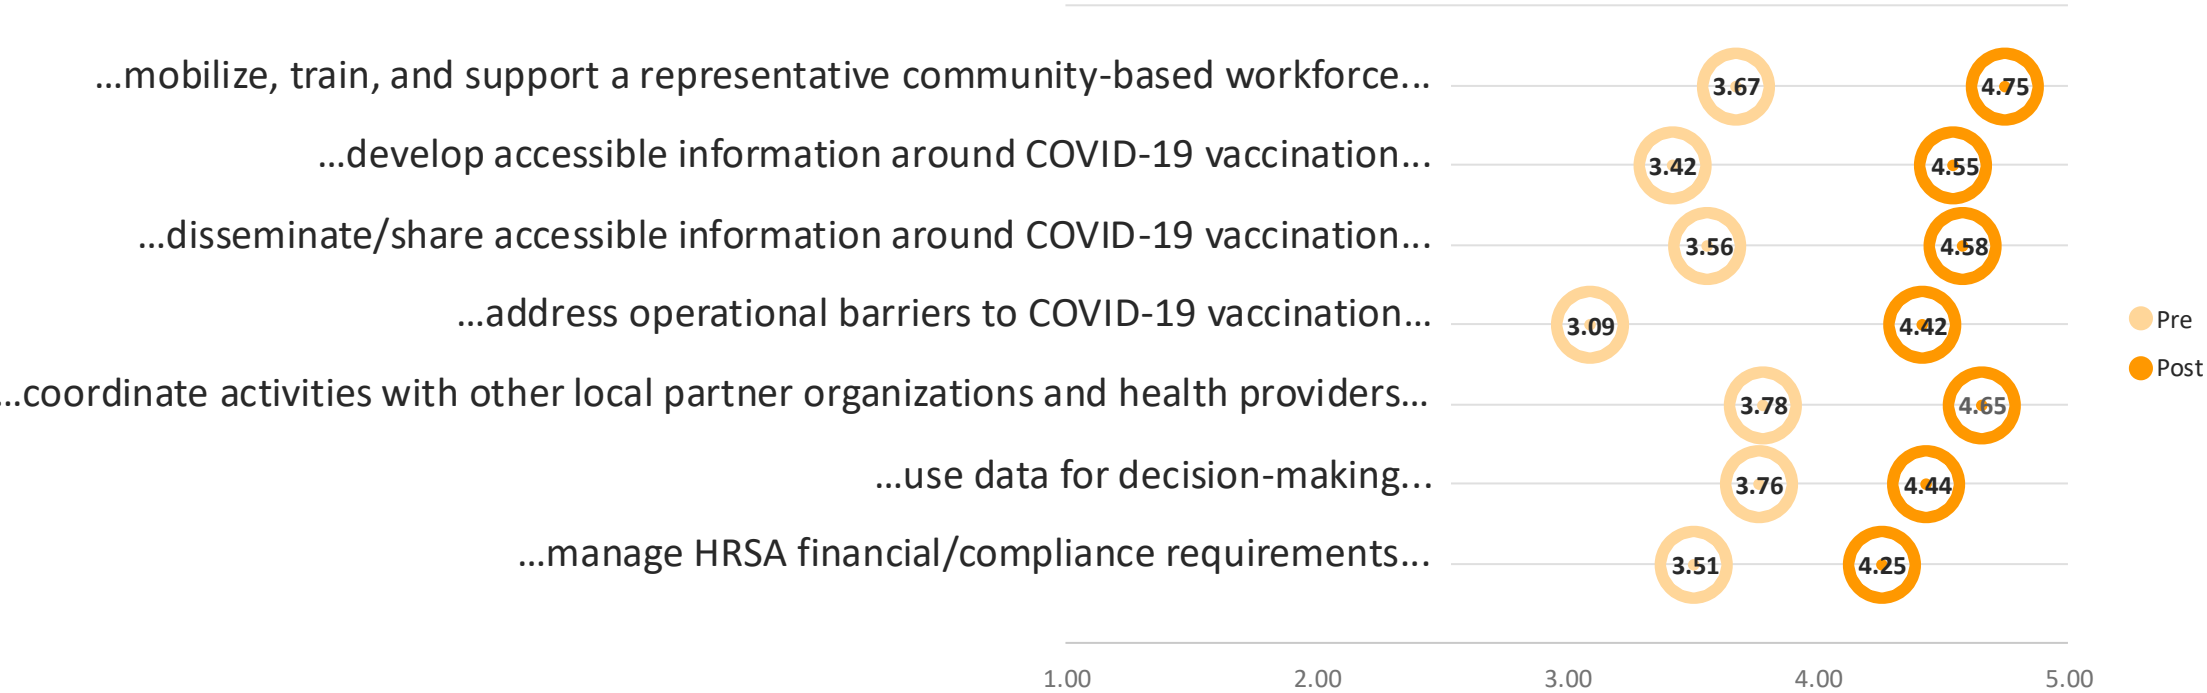 ...mobilize, train, and support a representative community-based workforce... 3.67 4.75
...develop accessible information around COVID-19 vaccination... 3.42 4.55
...disseminate/share accessible information around COVID-19 vaccination... 3.56 4.58
...address operational barriers to COVID-19 vaccination... 3.09 4.42
...coordinate activities with other local partner organizations and health providers... 3.78 4.65
...use data for decision-making... 3.76 4.44
...manage HRSA financial/compliance requirements... 3.51 4.25
1.00 2.00 3.00 4.00 5.00
Pre
Post